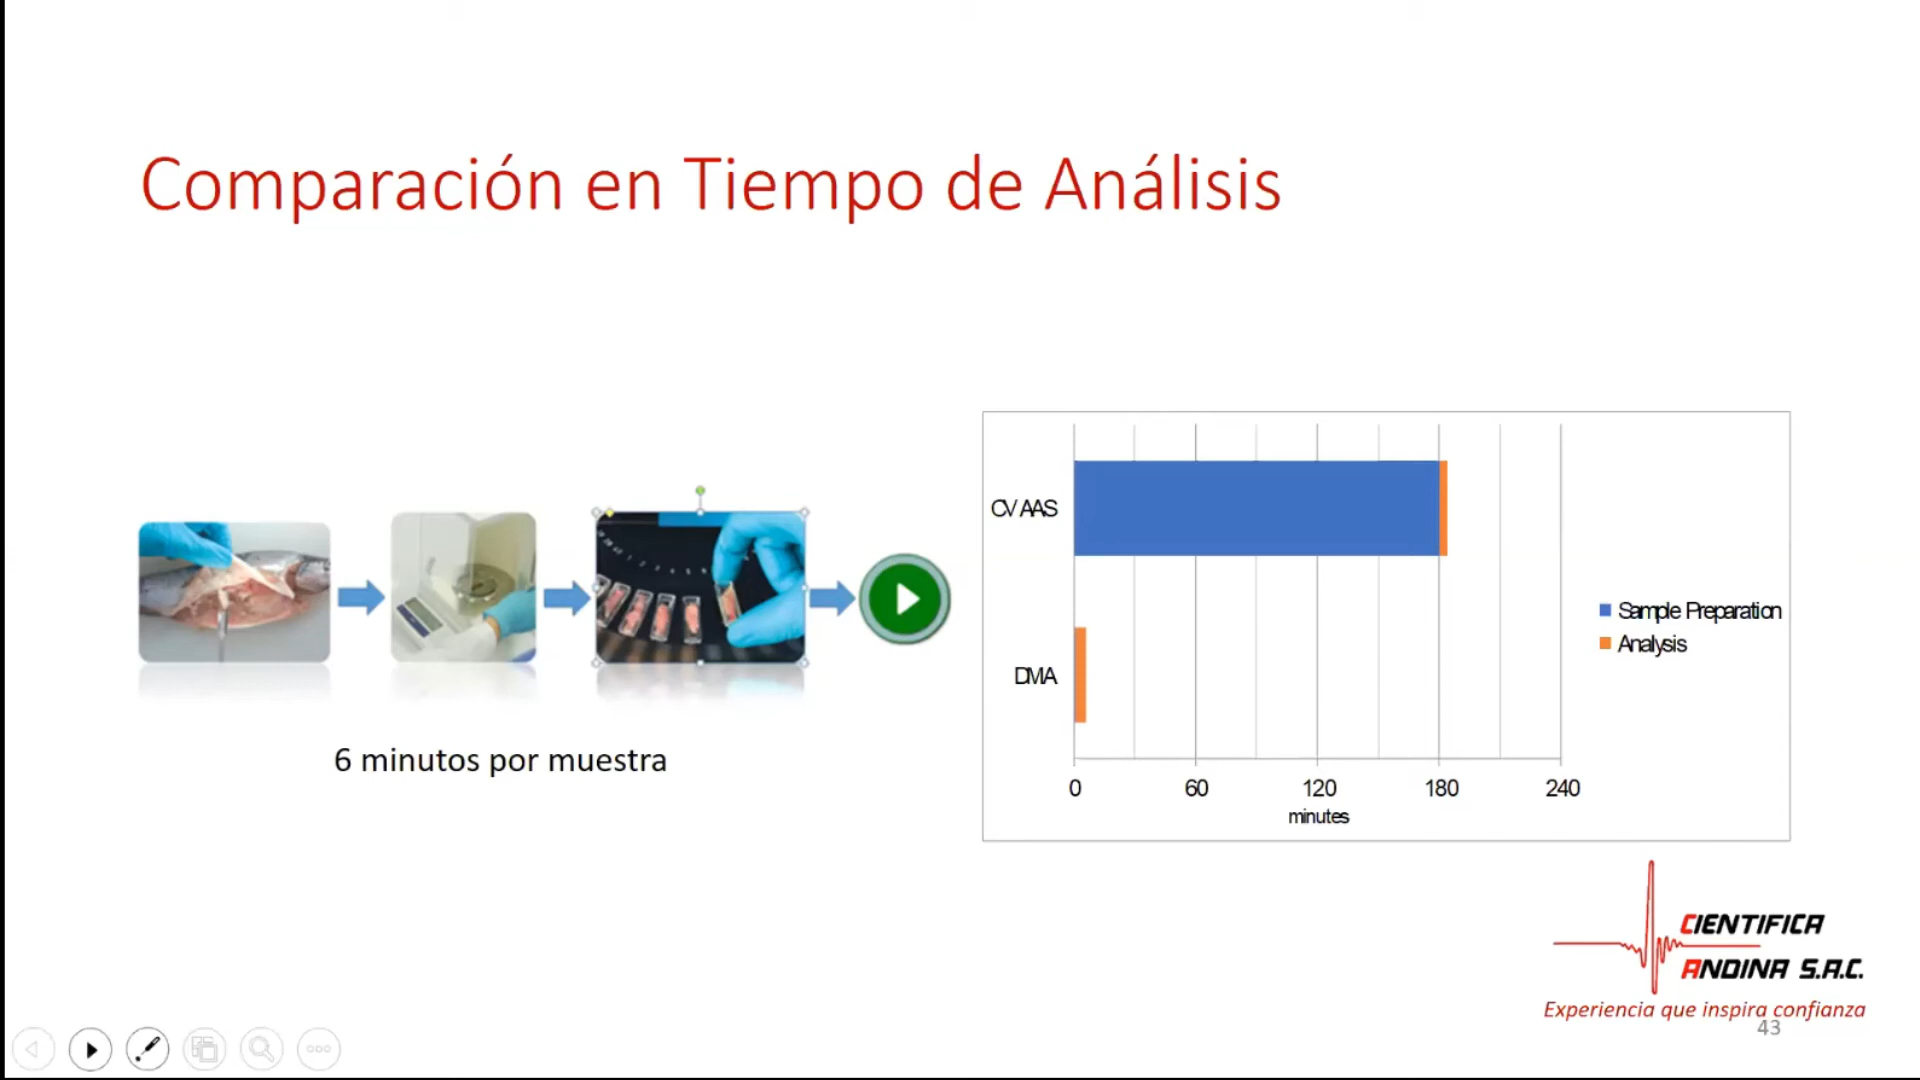 Comparación en Tiempo de Análisis
6 minutos por muestra
CV AAS
DMA
0 60 120 180 240
minutes
Sample Preparation
Analysis
CIENTIFICA
ANDINA S.A.C.
Experiencia que inspira confianza
43